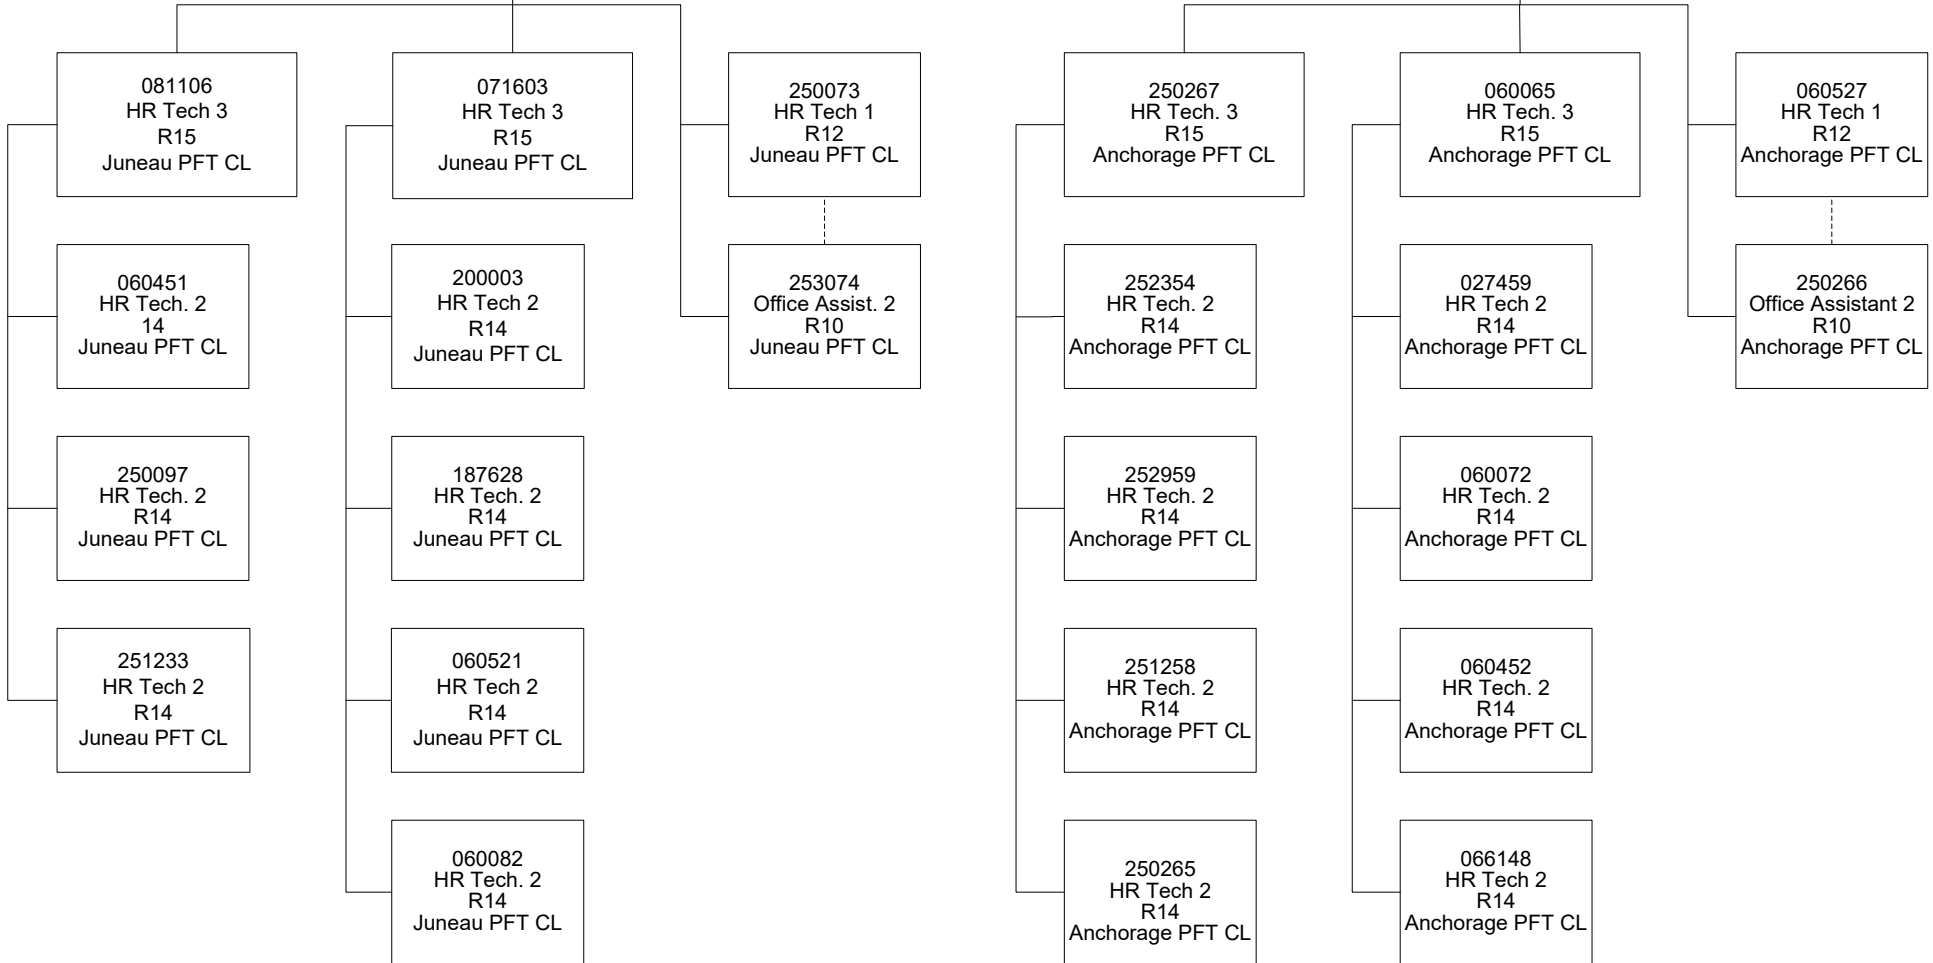 081106
HR Tech 3
R15
Juneau PFT CL
060451
HR Tech. 2
14
Juneau PFT CL
250097
HR Tech. 2
R14
Juneau PFT CL
251233
HR Tech 2
R14
Juneau PFT CL
071603
HR Tech 3
R15
Juneau PFT CL
200003
HR Tech 2
R14
Juneau PFT CL
187628
HR Tech. 2
R14
Juneau PFT CL
060521
HR Tech 2
R14
Juneau PFT CL
060082
HR Tech. 2
R14
Juneau PFT CL
250073
HR Tech 1
R12
Juneau PFT CL
253074
Office Assist. 2
R10
Juneau PFT CL
250267
HR Tech. 3
R15
Anchorage PFT CL
252354
HR Tech. 2
R14
Anchorage PFT CL
252959
HR Tech. 2
R14
Anchorage PFT CL
251258
HR Tech. 2
R14
Anchorage PFT CL
250265
HR Tech 2
R14
Anchorage PFT CL
060065
HR Tech. 3
R15
Anchorage PFT CL
027459
HR Tech 2
R14
Anchorage PFT CL
060072
HR Tech. 2
R14
Anchorage PFT CL
060452
HR Tech. 2
R14
Anchorage PFT CL
066148
HR Tech 2
R14
Anchorage PFT CL
060527
HR Tech 1
R12
Anchorage PFT CL
250266
Office Assistant 2
R10
Anchorage PFT CL